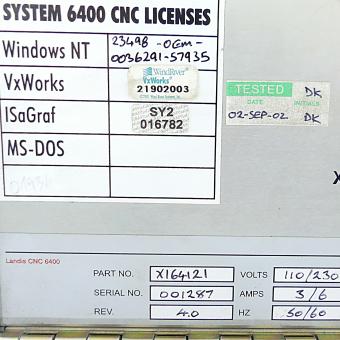 SYSTEM 6400 CNC LICENSES
Windows NT 23498-OEM-
0036291-57935
VxWorks WindRiver
21902003
ISaGraf SY2
016782
MS-DOS
TESTED
DK
DATE INITIALS
02-SEP-02 DK
X
Landis CNC 6400
PART NO. X164121 VOLTS 110/230
SERIAL NO. 001287 AMPS 3/6
REV. 4.0 HZ 50/60